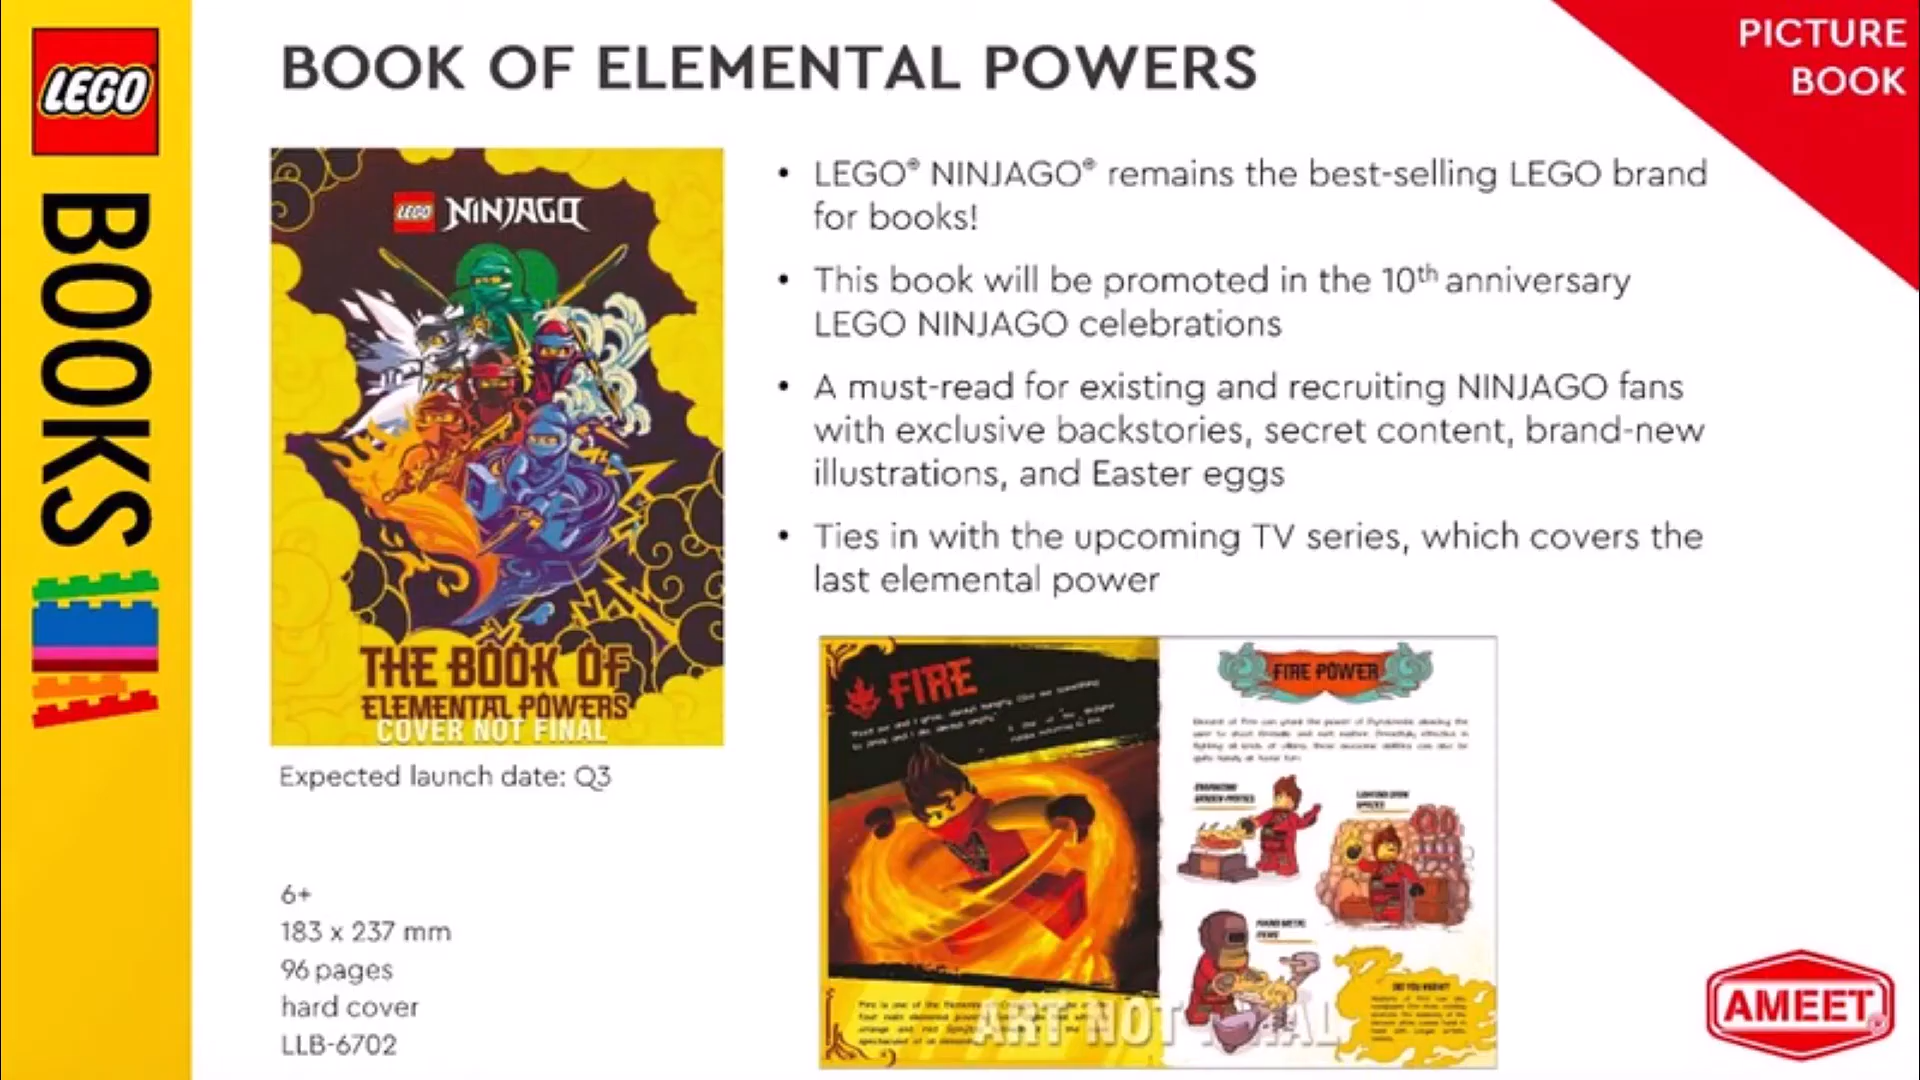 LEGO
BOOKS
BOOK OF ELEMENTAL POWERS
PICTURE
BOOK
LEGO NINJAGO
THE BOOK OF
ELEMENTAL POWERS
COVER NOT FINAL
Expected launch date: Q3
6+
183 x 237 mm
96 pages
hard cover
LLB-6702
• LEGO® NINJAGO® remains the best-selling LEGO brand
for books!
• This book will be promoted in the 10th anniversary
LEGO NINJAGO celebrations
• A must-read for existing and recruiting NINJAGO fans
with exclusive backstories, secret content, brand-new
illustrations, and Easter eggs
• Ties in with the upcoming TV series, which covers the
last elemental power
FIRE
FIRE POWER
DID YOU KNOW?
ART NOT
AMEET